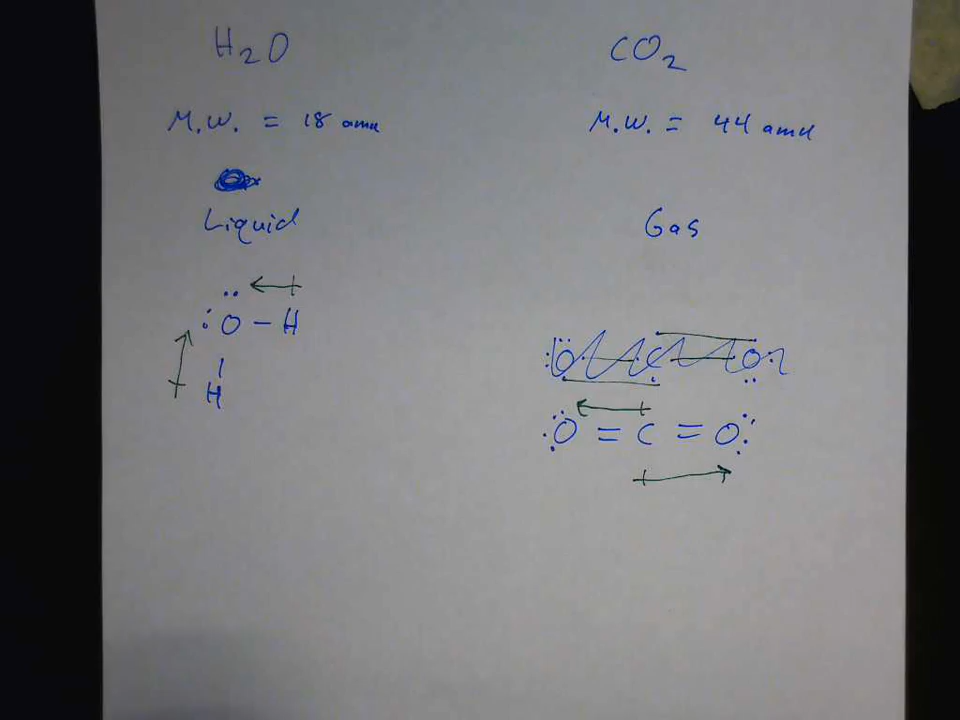 H₂O
CO₂
M.W. = 18 amu
M.W. = 44 amu
Liquid
Gas
:Ö – H
|
H
:Ö = C = Ö: